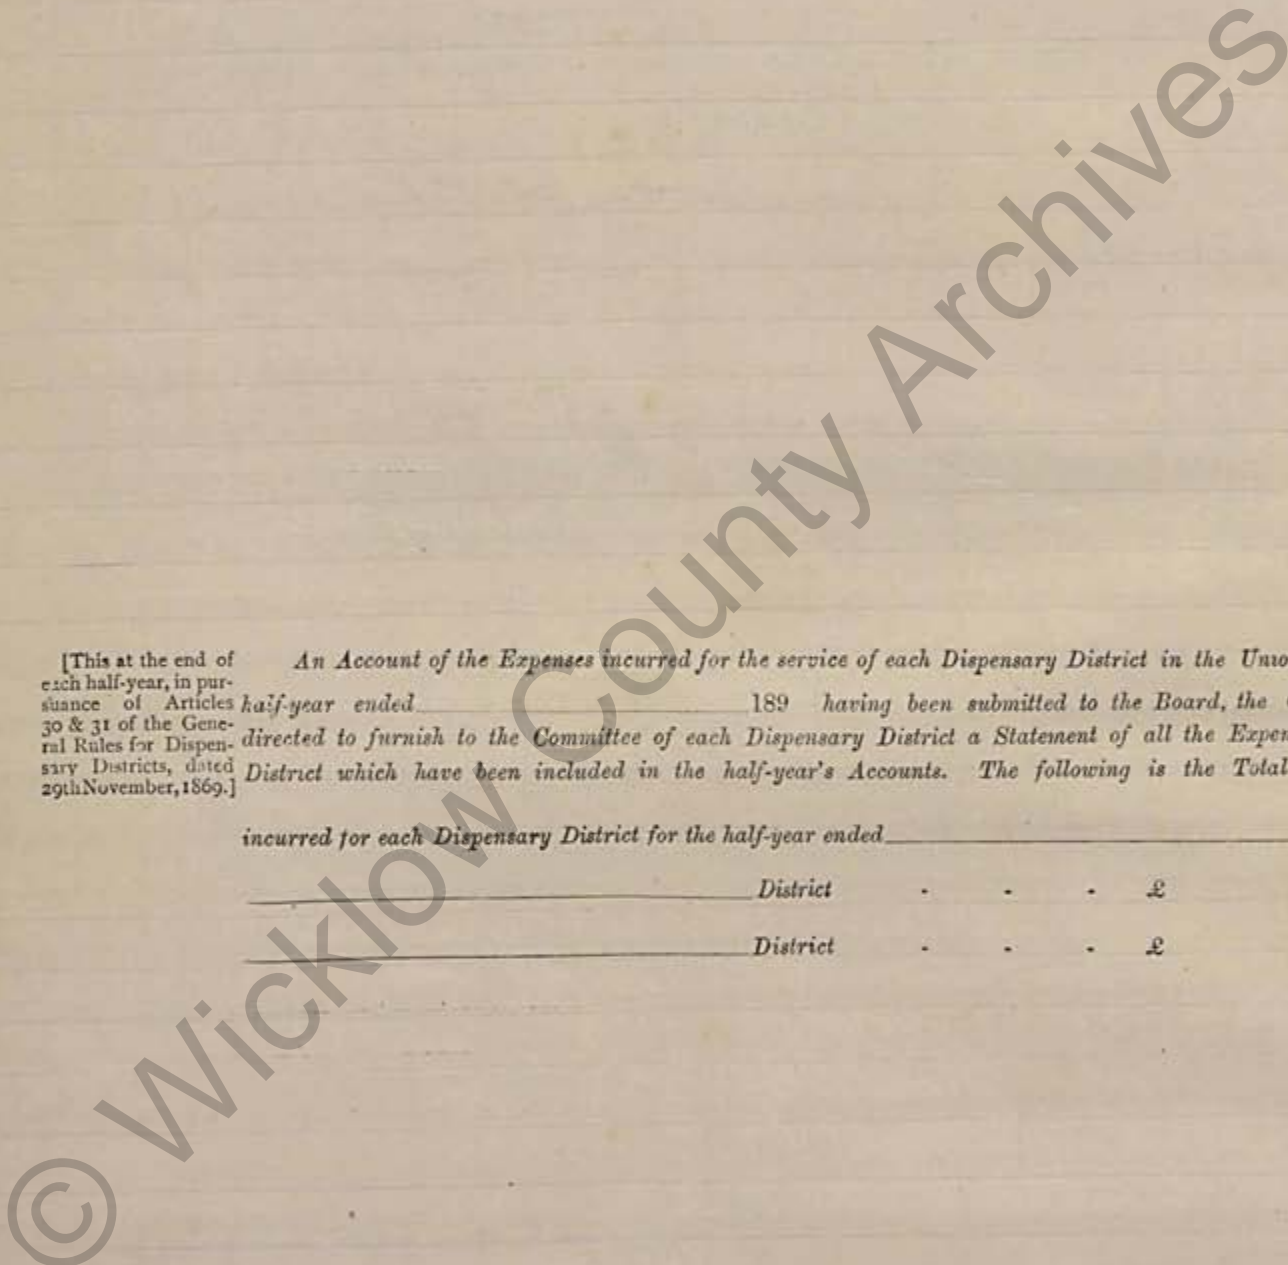 [This at the end of
each half-year, in pur-
suance of Articles
30 & 31 of the Gene-
ral Rules for Dispen-
sary Districts, dated
29th November, 1869.]
An Account of the Expenses incurred for the service of each Dispensary District in the Unio
half-year ended 189 having been submitted to the Board, the
directed to furnish to the Committee of each Dispensary District a Statement of all the Expen
District which have been included in the half-year's Accounts. The following is the Total
incurred for each Dispensary District for the half-year ended
District - - - £
District - - - £
© Wicklow County Archives